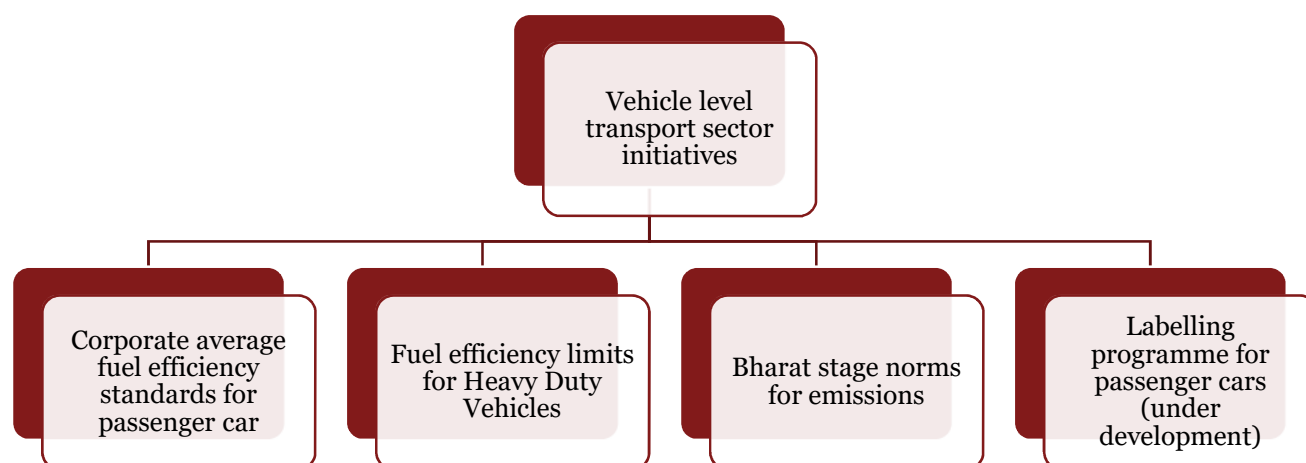 Vehicle level
transport sector
initiatives
Corporate average
fuel efficiency
standards for
passenger car
Fuel efficiency limits
for Heavy Duty
Vehicles
Bharat stage norms
for emissions
Labelling
programme for
passenger cars
(under
development)